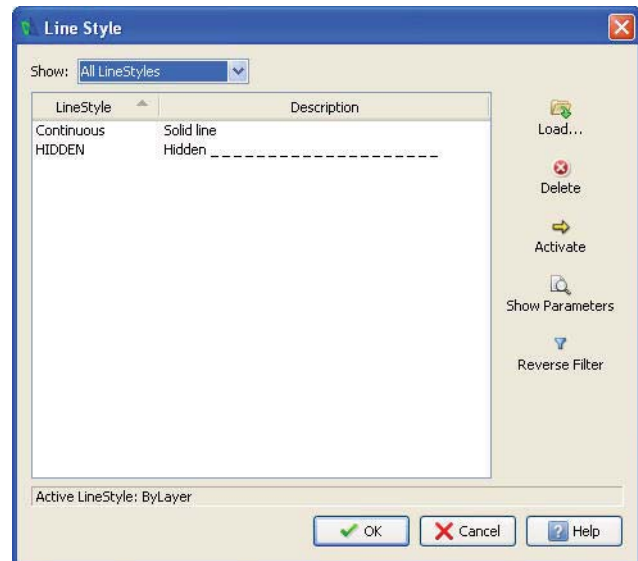 Line Style
Show: All LineStyles
LineStyle Description
Continuous Solid line
HIDDEN Hidden _ _ _ _ _ _ _ _ _ _ _ _ _ _ _ _ _ _ _ _ _
Load...
Delete
Activate
Show Parameters
Reverse Filter
Active LineStyle: ByLayer
OK Cancel Help